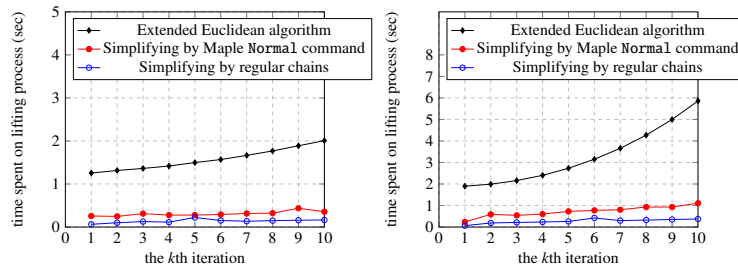 time spent on lifting process (sec)
5
4
3
2
1
0
Extended Euclidean algorithm
Simplifying by Maple Normal command
Simplifying by regular chains
0 1 2 3 4 5 6 7 8 9 10
the kth iteration
time spent on lifting process (sec)
8
7
6
5
4
3
2
1
0
Extended Euclidean algorithm
Simplifying by Maple Normal command
Simplifying by regular chains
0 1 2 3 4 5 6 7 8 9 10
the kth iteration